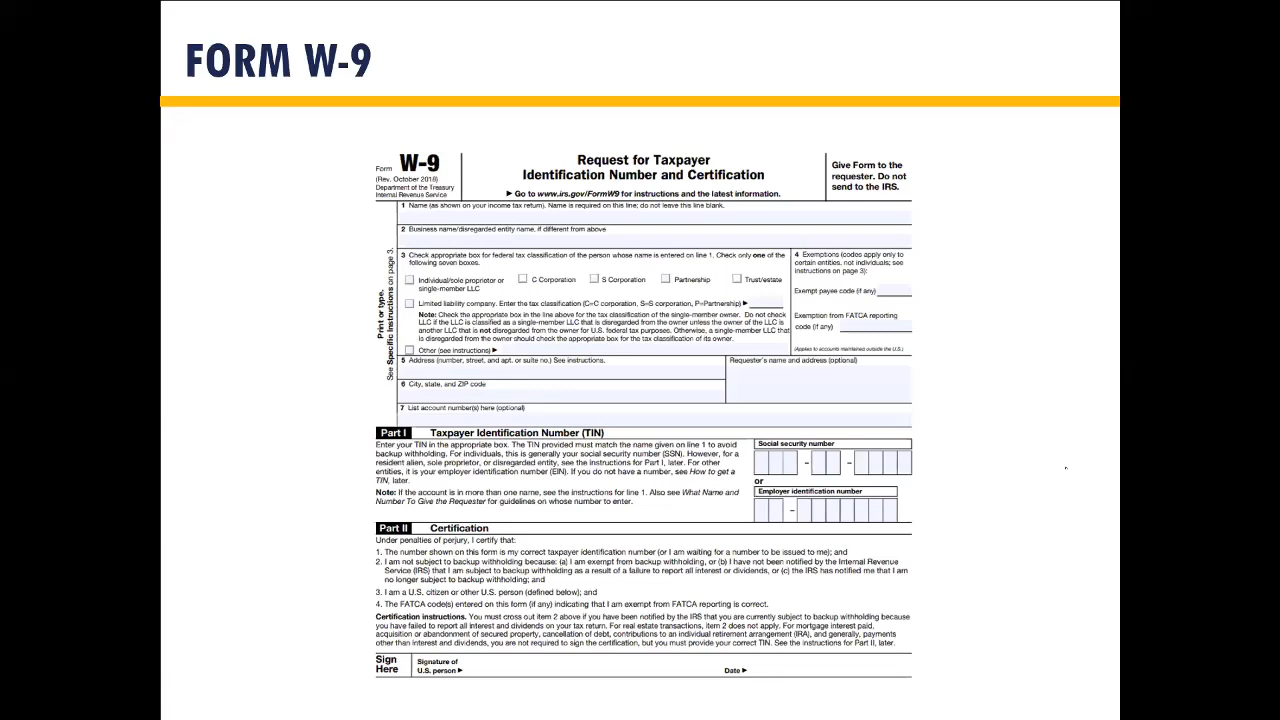 FORM W-9
Form W-9
(Rev. October 2018)
Department of the Treasury
Internal Revenue Service
Request for Taxpayer
Identification Number and Certification
▶ Go to www.irs.gov/FormW9 for instructions and the latest information.
Give Form to the
requester. Do not
send to the IRS.
Print or type.
See Specific Instructions on page 3.
1 Name (as shown on your income tax return). Name is required on this line; do not leave this line blank.
2 Business name/disregarded entity name, if different from above
3 Check appropriate box for federal tax classification of the person whose name is entered on line 1. Check only one of the
following seven boxes.
Individual/sole proprietor or
single-member LLC
C Corporation
S Corporation
Partnership
Trust/estate
Limited liability company. Enter the tax classification (C=C corporation, S=S corporation, P=Partnership) ▶
Note: Check the appropriate box in the line above for the tax classification of the single-member owner. Do not check
LLC if the LLC is classified as a single-member LLC that is disregarded from the owner unless the owner of the LLC is
another LLC that is not disregarded from the owner for U.S. federal tax purposes. Otherwise, a single-member LLC that
is disregarded from the owner should check the appropriate box for the tax classification of its owner.
Other (see instructions) ▶
4 Exemptions (codes apply only to
certain entities, not individuals; see
instructions on page 3):
Exempt payee code (if any)
Exemption from FATCA reporting
code (if any)
(Applies to accounts maintained outside the U.S.)
5 Address (number, street, and apt. or suite no.) See instructions.
Requester's name and address (optional)
6 City, state, and ZIP code
7 List account number(s) here (optional)
Part I Taxpayer Identification Number (TIN)
Enter your TIN in the appropriate box. The TIN provided must match the name given on line 1 to avoid
backup withholding. For individuals, this is generally your social security number (SSN). However, for a
resident alien, sole proprietor, or disregarded entity, see the instructions for Part I, later. For other
entities, it is your employer identification number (EIN). If you do not have a number, see How to get a
TIN, later.
Note: If the account is in more than one name, see the instructions for line 1. Also see What Name and
Number To Give the Requester for guidelines on whose number to enter.
Social security number
– –
or
Employer identification number
–
Part II Certification
Under penalties of perjury, I certify that:
1. The number shown on this form is my correct taxpayer identification number (or I am waiting for a number to be issued to me); and
2. I am not subject to backup withholding because: (a) I am exempt from backup withholding, or (b) I have not been notified by the Internal Revenue
Service (IRS) that I am subject to backup withholding as a result of a failure to report all interest or dividends, or (c) the IRS has notified me that I am
no longer subject to backup withholding; and
3. I am a U.S. citizen or other U.S. person (defined below); and
4. The FATCA code(s) entered on this form (if any) indicating that I am exempt from FATCA reporting is correct.
Certification instructions. You must cross out item 2 above if you have been notified by the IRS that you are currently subject to backup withholding because
you have failed to report all interest and dividends on your tax return. For real estate transactions, item 2 does not apply. For mortgage interest paid,
acquisition or abandonment of secured property, cancellation of debt, contributions to an individual retirement arrangement (IRA), and generally, payments
other than interest and dividends, you are not required to sign the certification, but you must provide your correct TIN. See the instructions for Part II, later.
Sign
Here
Signature of
U.S. person ▶
Date ▶